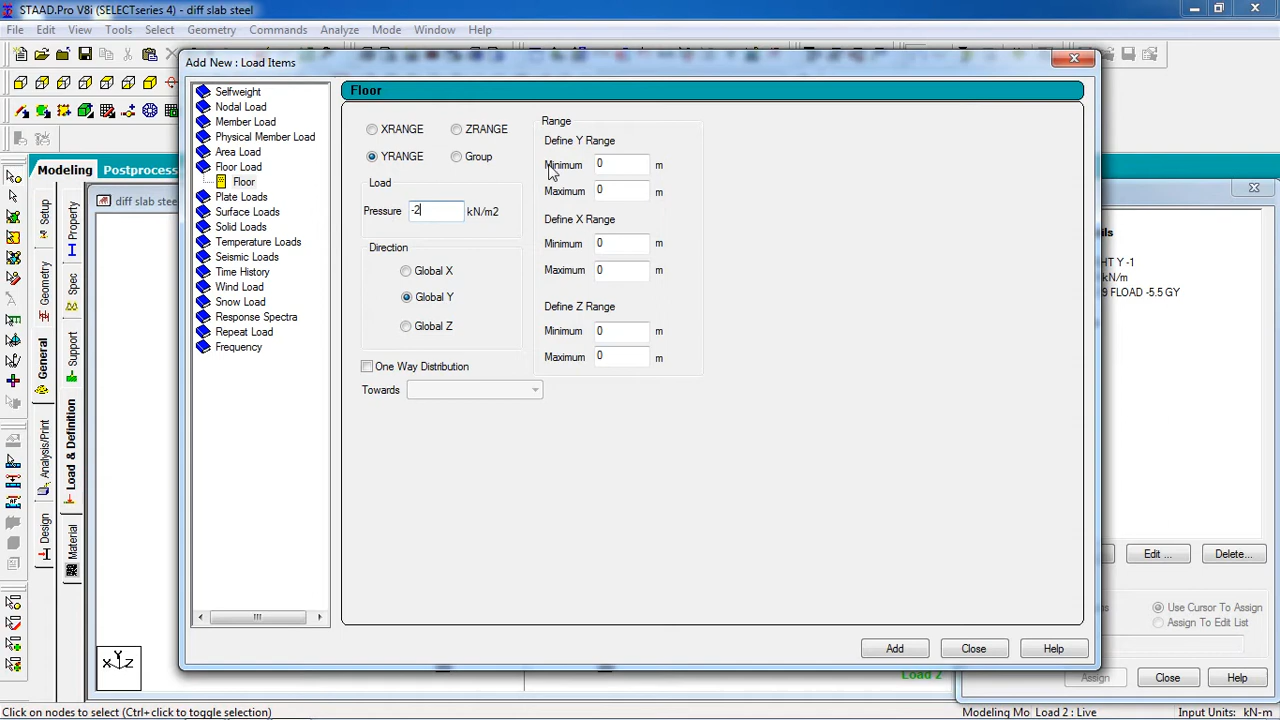 STAAD.Pro V8i (SELECTseries 4) - diff slab steel
File Edit View Tools Select Geometry Commands Analyze Mode Window Help
Add New : Load Items
Selfweight
Nodal Load
Member Load
Physical Member Load
Area Load
Floor Load
Floor
Plate Loads
Surface Loads
Solid Loads
Temperature Loads
Seismic Loads
Time History
Wind Load
Snow Load
Response Spectra
Repeat Load
Frequency
Floor
XRANGE ZRANGE
YRANGE Group
Load
Pressure -2 kN/m2
Direction
Global X
Global Y
Global Z
One Way Distribution
Towards
Range
Define Y Range
Minimum 0 m
Maximum 0 m
Define X Range
Minimum 0 m
Maximum 0 m
Define Z Range
Minimum 0 m
Maximum 0 m
Add Close Help
Modeling Postprocess
diff slab stee
Setup
Geometry
General
Analysis/Print
Design
Property
Spec
Support
Load & Definition
Material
X Y Z
Load 2
ils
HT Y -1
kN/m
9 FLOAD -5.5 GY
Edit ... Delete...
Use Cursor To Assign
Assign To Edit List
Assign Close Help
Click on nodes to select (Ctrl+click to toggle selection)
Modeling Mo Load 2 : Live Input Units: kN-m